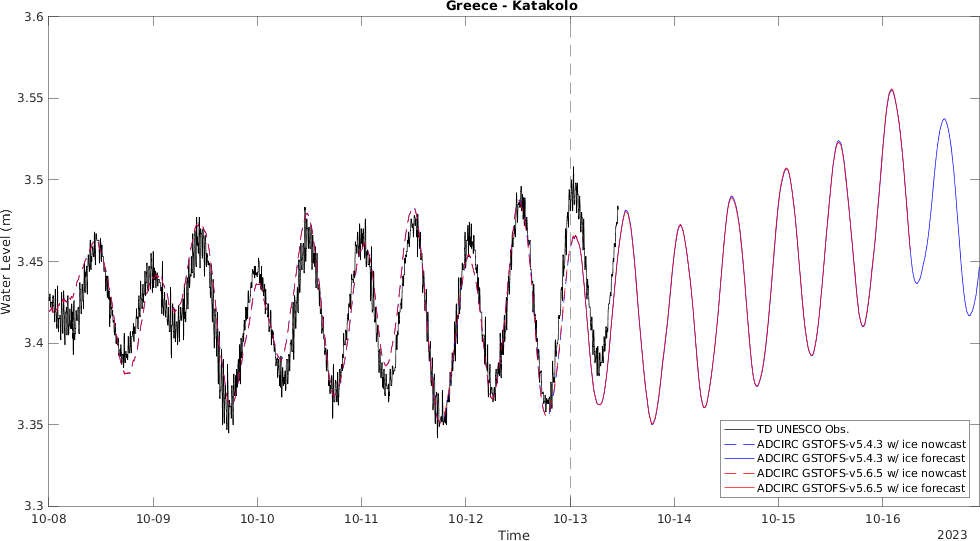 Greece - Katakolo
3.6
3.55
3.5
3.45
3.4
3.35
3.3
Water Level (m)
TD UNESCO Obs.
ADCIRC GSTOFS-v5.4.3 w/ ice nowcast
ADCIRC GSTOFS-v5.4.3 w/ ice forecast
ADCIRC GSTOFS-v5.6.5 w/ ice nowcast
ADCIRC GSTOFS-v5.6.5 w/ ice forecast
10-08 10-09 10-10 10-11 10-12 10-13 10-14 10-15 10-16
Time
2023